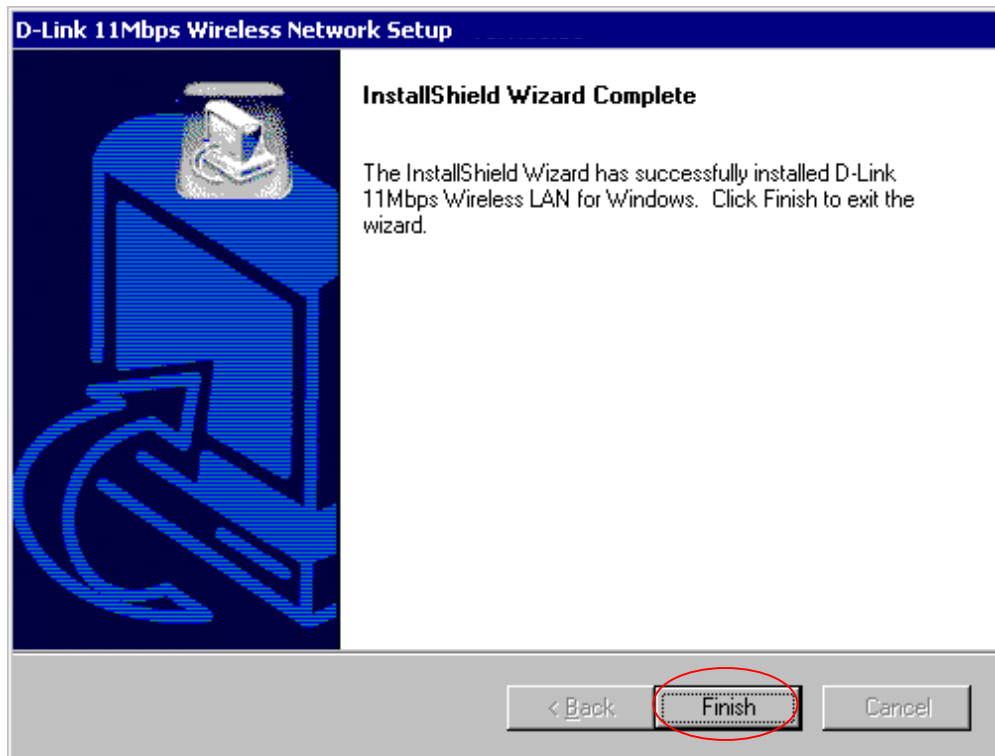 D-Link 11Mbps Wireless Network Setup
InstallShield Wizard Complete
The InstallShield Wizard has successfully installed D-Link
11Mbps Wireless LAN for Windows.  Click Finish to exit the
wizard.
< Back
Finish
Cancel